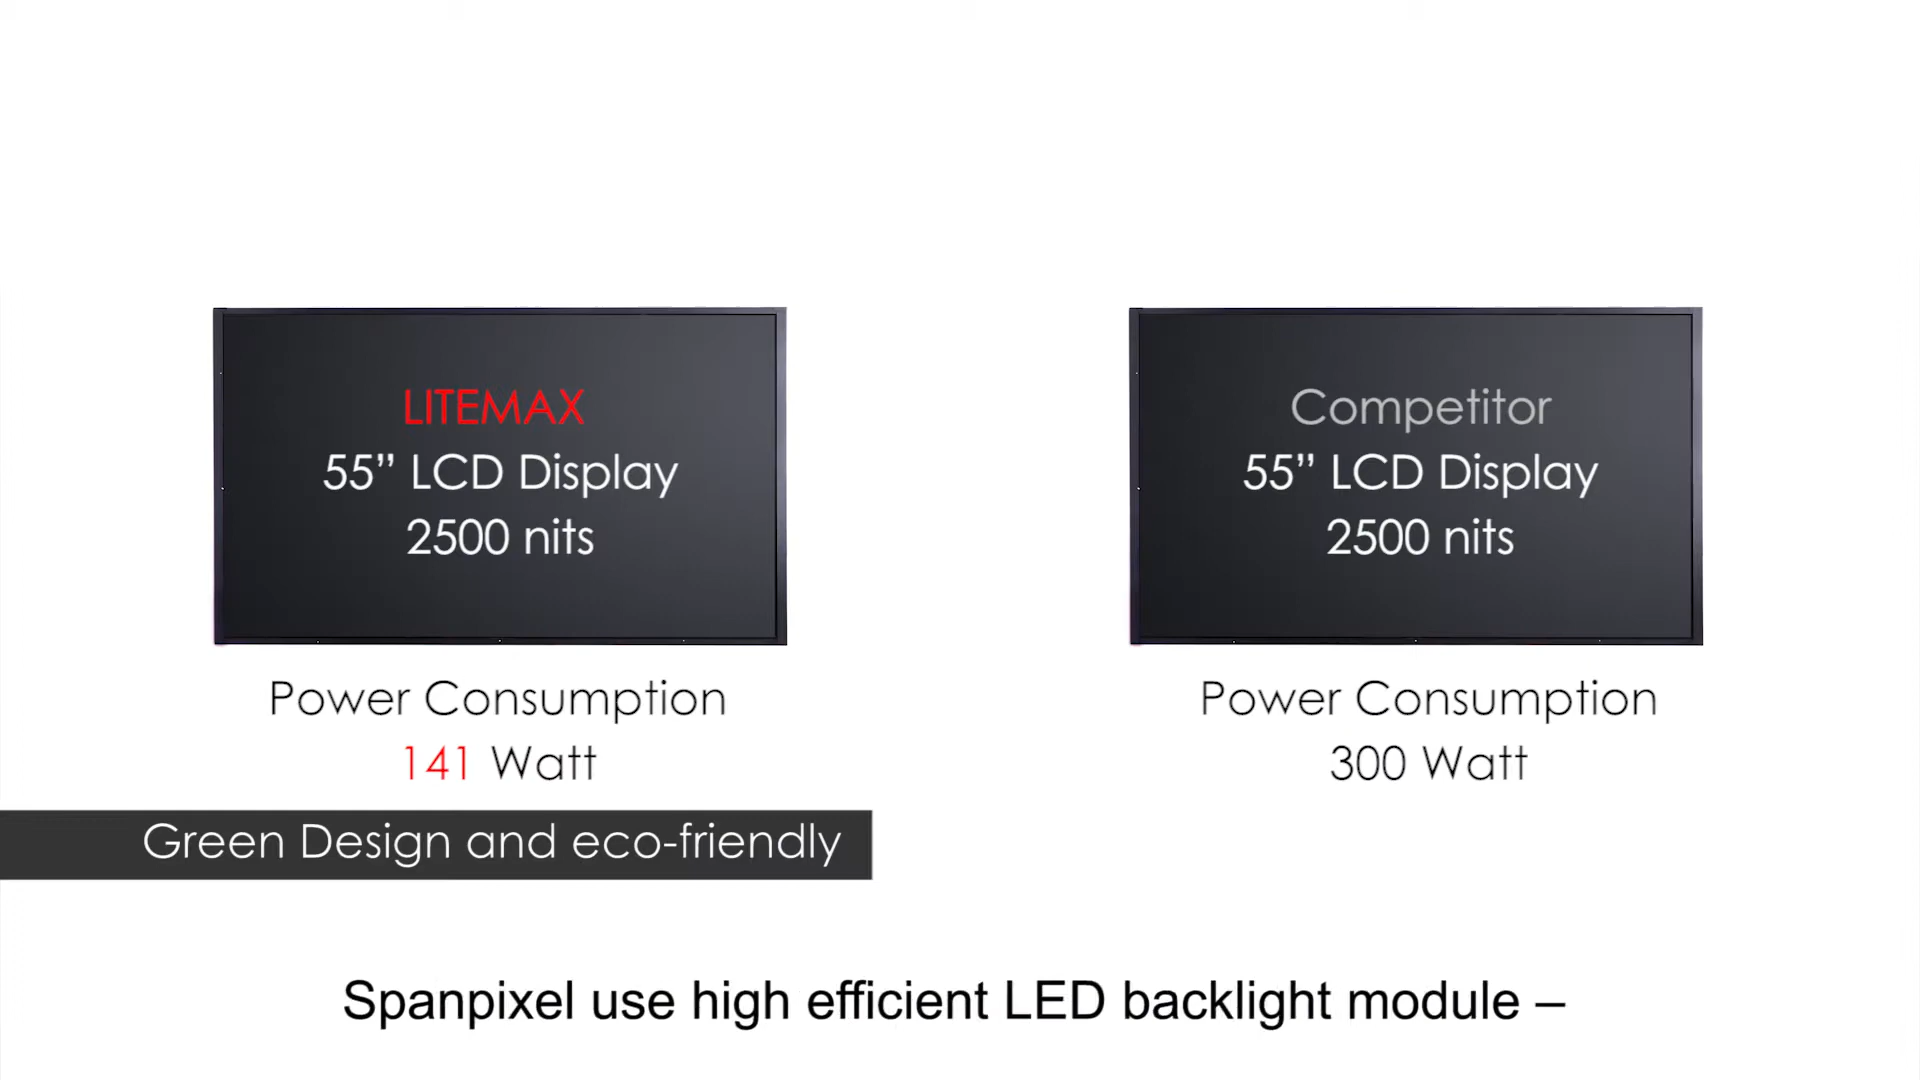 LITEMAX
55” LCD Display
2500 nits
Power Consumption
141 Watt
Competitor
55” LCD Display
2500 nits
Power Consumption
300 Watt
Green Design and eco-friendly
Spanpixel use high efficient LED backlight module –